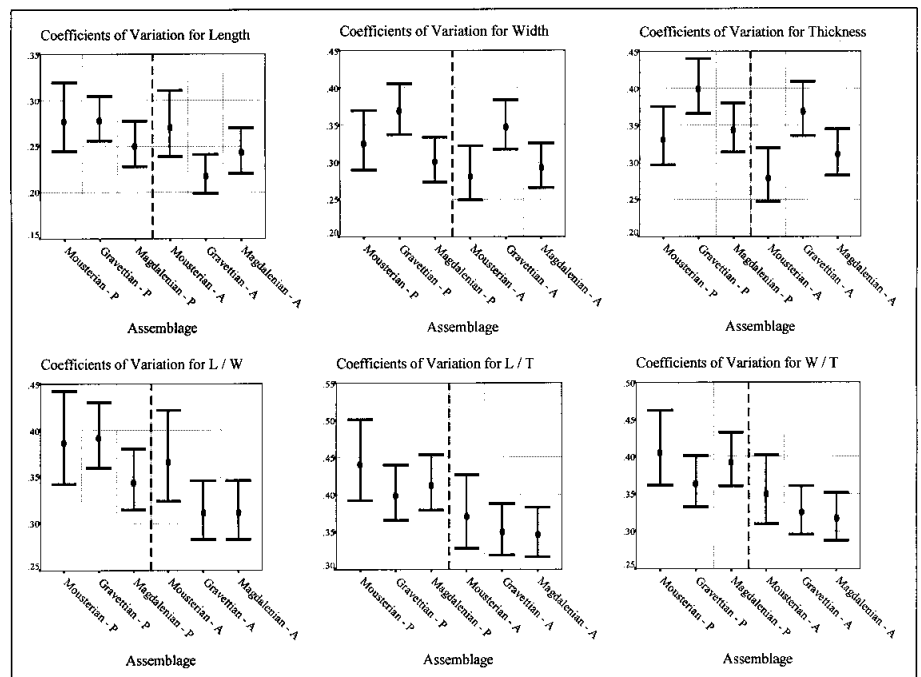 Coefficients of Variation for Length
.35
.30
.25
.20
.15
Mousterian - P
Gravettian - P
Magdalenian - P
Mousterian - A
Gravettian - A
Magdalenian - A
Assemblage
Coefficients of Variation for Width
.45
.40
.35
.30
.25
.20
Mousterian - P
Gravettian - P
Magdalenian - P
Mousterian - A
Gravettian - A
Magdalenian - A
Assemblage
Coefficients of Variation for Thickness
.45
.40
.35
.30
.25
.20
Mousterian - P
Gravettian - P
Magdalenian - P
Mousterian - A
Gravettian - A
Magdalenian - A
Assemblage
Coefficients of Variation for L / W
.45
.40
.35
.30
.25
Mousterian - P
Gravettian - P
Magdalenian - P
Mousterian - A
Gravettian - A
Magdalenian - A
Assemblage
Coefficients of Variation for L / T
.55
.50
.45
.40
.35
.30
Mousterian - P
Gravettian - P
Magdalenian - P
Mousterian - A
Gravettian - A
Magdalenian - A
Assemblage
Coefficients of Variation for W / T
.50
.45
.40
.35
.30
.25
Mousterian - P
Gravettian - P
Magdalenian - P
Mousterian - A
Gravettian - A
Magdalenian - A
Assemblage